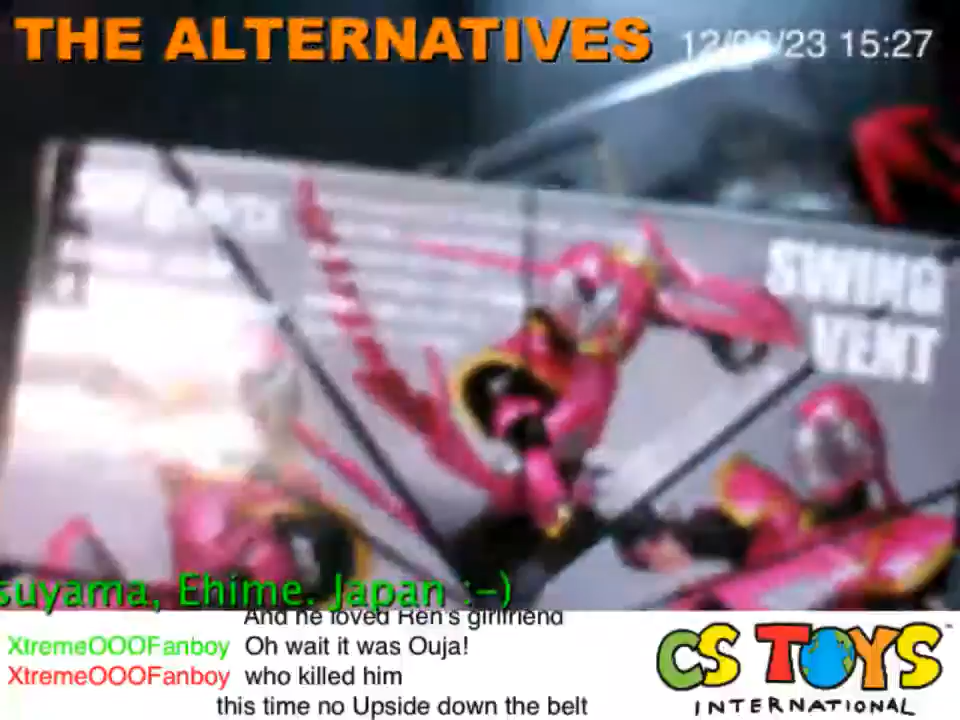 THE ALTERNATIVES
/23 15:27
SWING
VENT
suyama, Ehime. Japan :-)
And he loved Ren's girlfriend
XtremeOOOFanboy Oh wait it was Ouja!
XtremeOOOFanboy who killed him
this time no Upside down the belt
CS TOYS
INTERNATIONAL